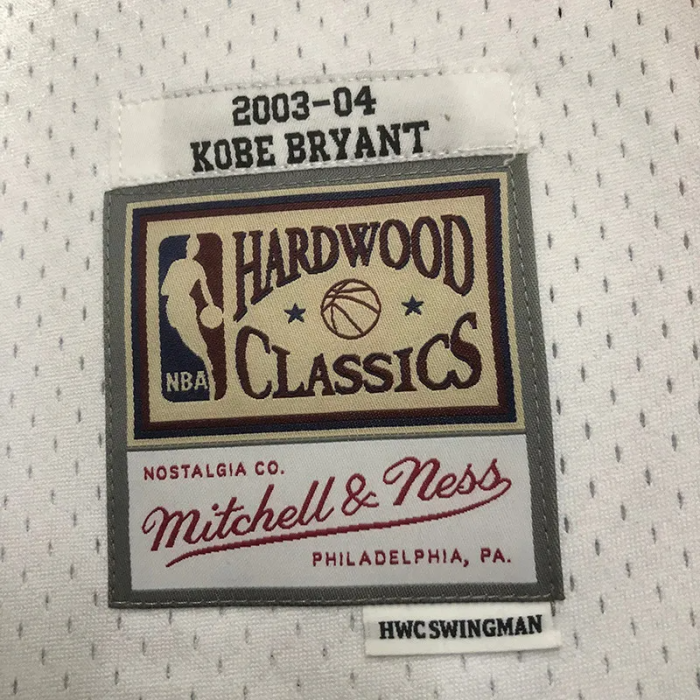 2003-04
KOBE BRYANT
HARDWOOD
CLASSICS
NBA
NOSTALGIA CO.
Mitchell & Ness
PHILADELPHIA, PA.
HWC SWINGMAN